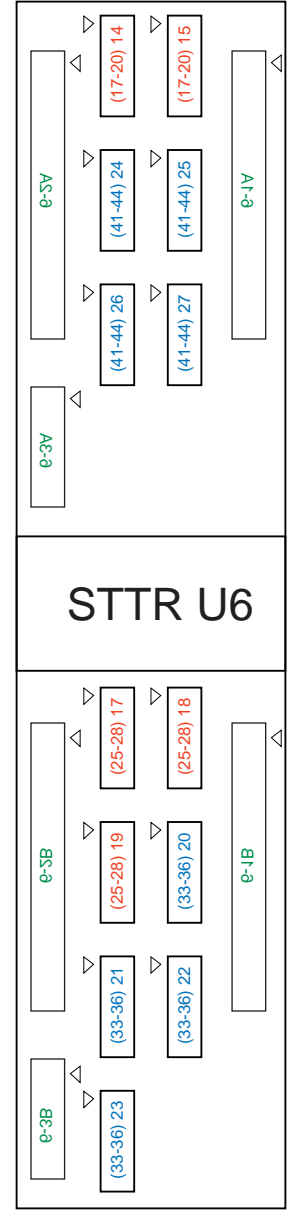 (17-20) 14
(17-20) 15
A2-6
(41-44) 24
(41-44) 25
A1-6
(41-44) 26
(41-44) 27
A3-6
STTR U6
(25-28) 17
(25-28) 18
B2-6
(25-28) 19
(33-36) 20
B1-6
(33-36) 21
(33-36) 22
B3-6
(33-36) 23